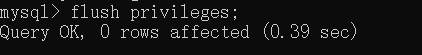 mysql> flush privileges;
Query OK, 0 rows affected (0.39 sec)